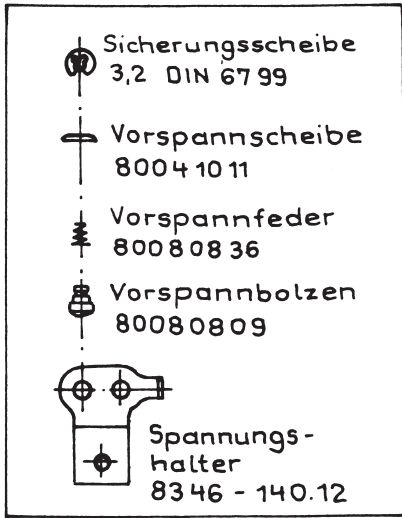 Sicherungsscheibe
3,2 DIN 6799
Vorspannscheibe
80041011
Vorspannfeder
80080836
Vorspannbolzen
80080809
Spannungs-
halter
8346 - 140.12